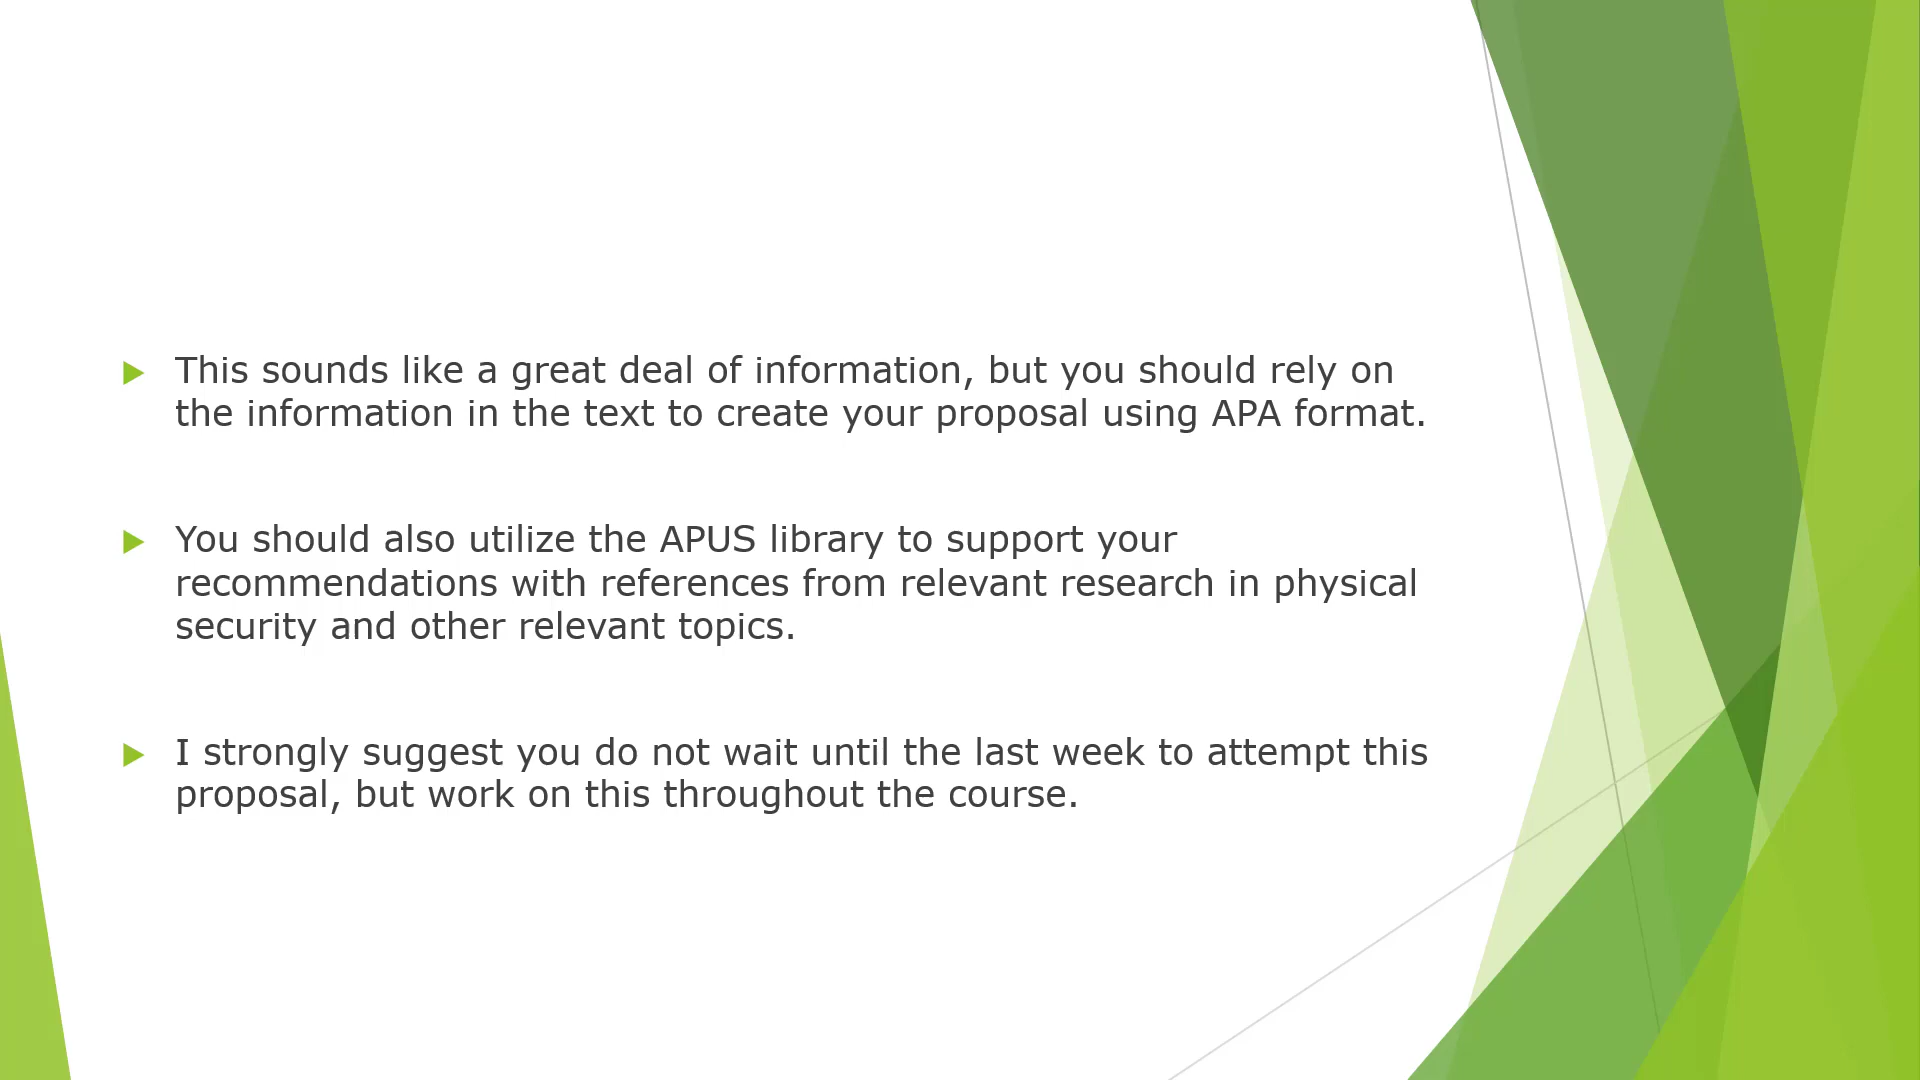 This sounds like a great deal of information, but you should rely on
the information in the text to create your proposal using APA format.
You should also utilize the APUS library to support your
recommendations with references from relevant research in physical
security and other relevant topics.
I strongly suggest you do not wait until the last week to attempt this
proposal, but work on this throughout the course.